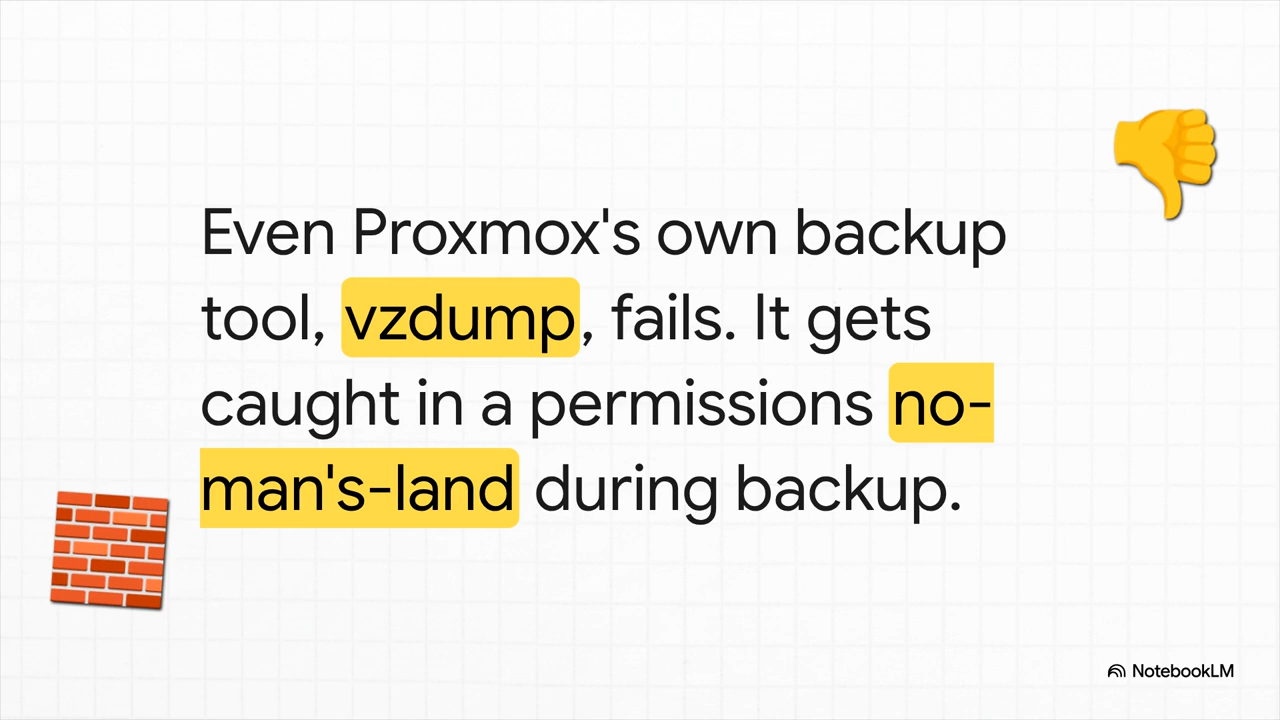 Even Proxmox's own backup
tool, vzdump, fails. It gets
caught in a permissions no-
man's-land during backup.
NotebookLM